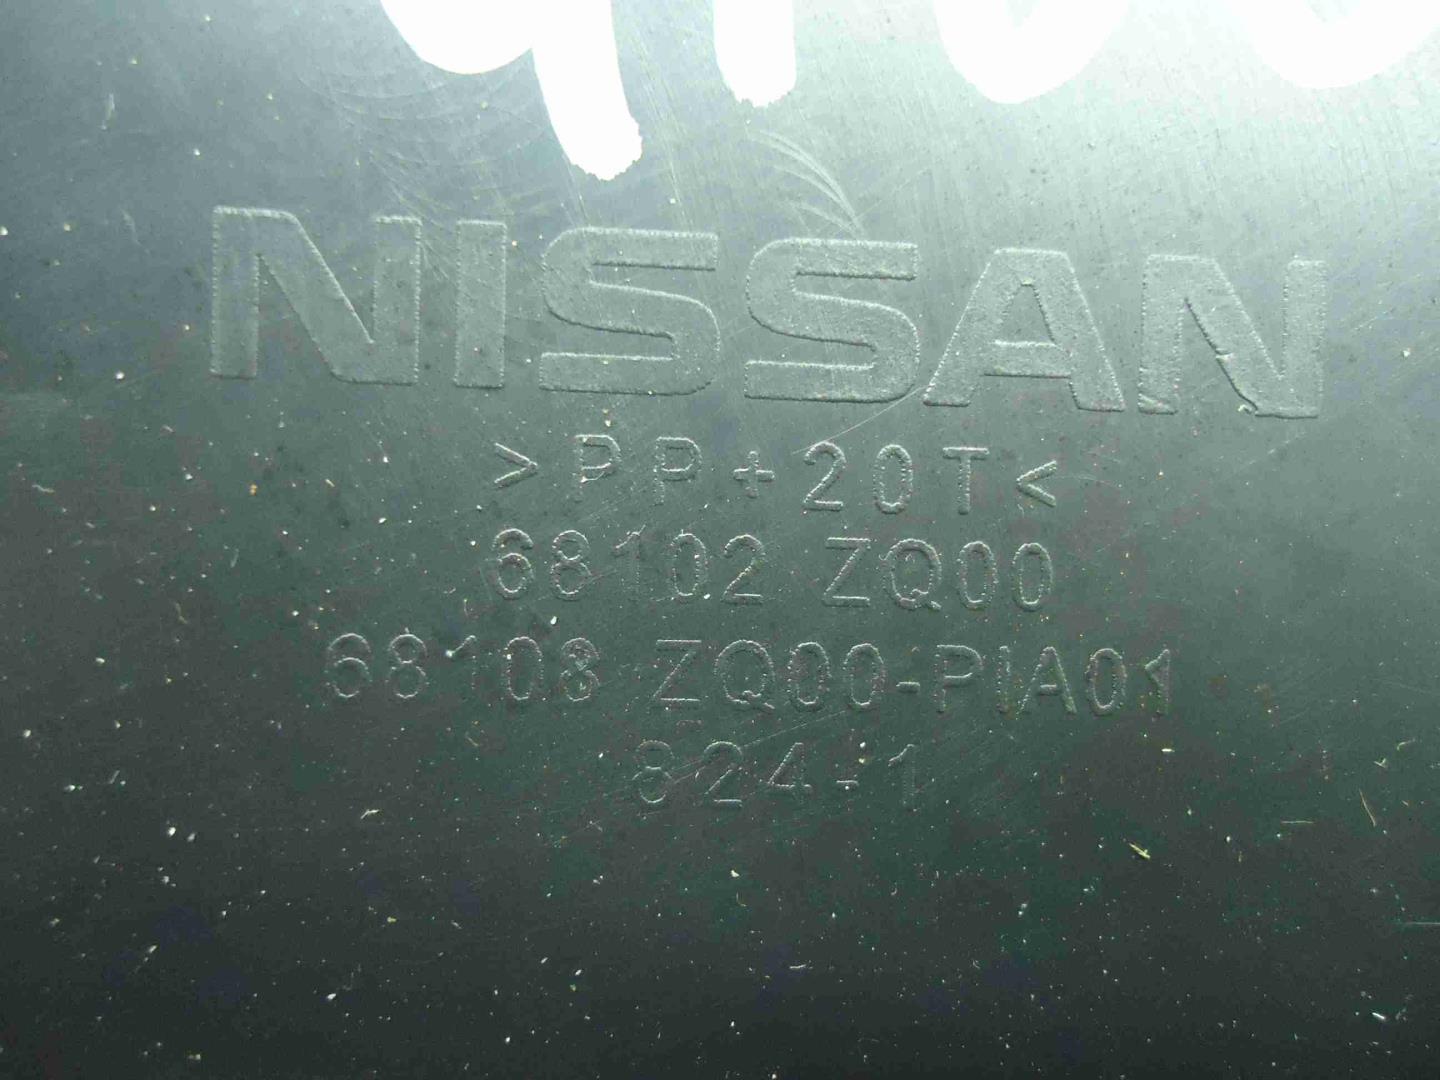 NISSAN
>PP+20T<
68102 ZQ00
68108 ZQ00-PIA01
824-1